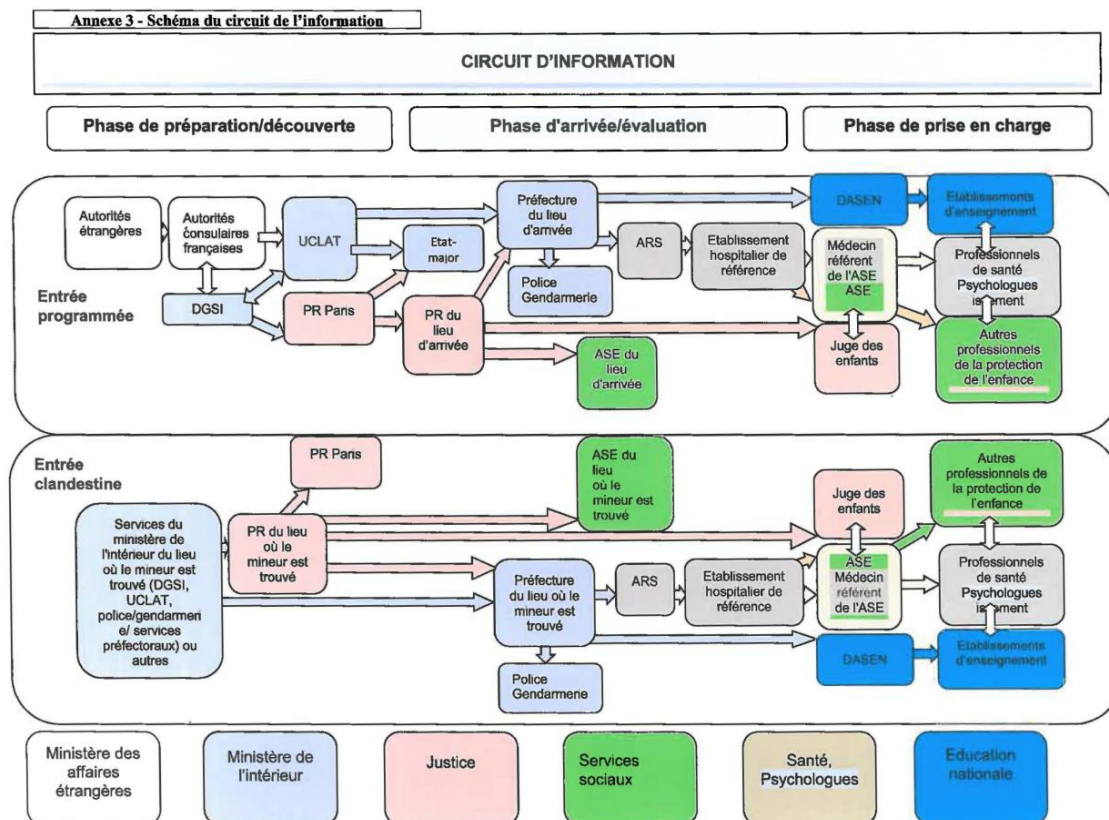 Annexe 3 - Schéma du circuit de l'information
CIRCUIT D'INFORMATION
Phase de préparation/découverte
Phase d'arrivée/évaluation
Phase de prise en charge
Entrée
programmée
Autorités
étrangères
Autorités
consulaires
françaises
UCLAT
DGSI
PR Paris
Etat-
major
PR du
lieu
d'arrivée
Préfecture
du lieu
d'arrivée
Police
Gendarmerie
ASE du
lieu
d'arrivée
ARS
Etablissement
hospitalier de
référence
DASEN
Etablissements
d'enseignement
Médecin
référent
de l'ASE
ASE
Juge des
enfants
Professionnels
de santé
Psychologues
Autres
professionnels
de la protection
de l'enfance
Entrée
clandestine
Services du
ministère de
l'intérieur du lieu
où le mineur est
trouvé (DGSI,
UCLAT,
police/gendarmeri
e/ services
préfectoraux) ou
autres
PR Paris
PR du lieu
où le
mineur est
trouvé
ASE du
lieu
où le
mineur est
trouvé
Préfecture
du lieu où le
mineur est
trouvé
Police
Gendarmerie
ARS
Etablissement
hospitalier de
référence
Juge des
enfants
ASE
Médecin
référent
de l'ASE
DASEN
Autres
professionnels de
la protection de
l'enfance
Professionnels
de santé
Psychologues
Etablissements
d'enseignement
Ministère des
affaires
étrangères
Ministère de
l'intérieur
Justice
Services
sociaux
Santé,
Psychologues
Education
nationale